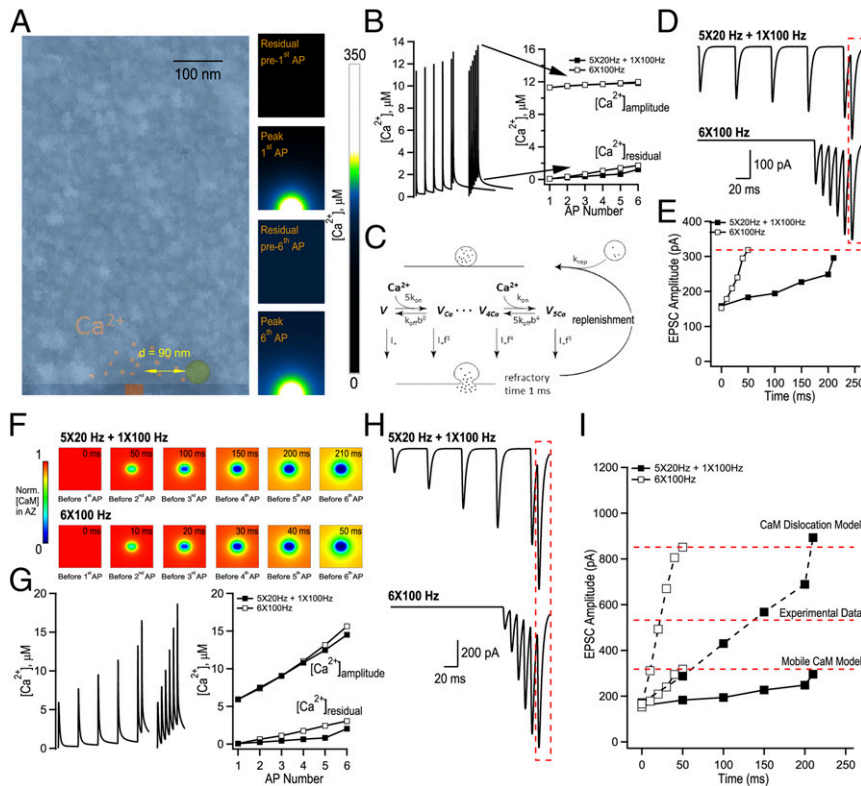 A
100 nm
Ca2+
d = 90 nm
Residual
pre-1st AP
Peak
1st AP
Residual
pre-6th AP
Peak
6th AP
350
[Ca2+], μM
0
B
[Ca2+], μM
14
12
10
8
6
4
2
0
[Ca2+], μM
16
12
8
4
0
5X20 Hz + 1X100Hz
6X100Hz
[Ca2+]amplitude
[Ca2+]residual
1 2 3 4 5 6
AP Number
C
krep
Ca2+ Ca2+
5kon kon
V VCa · · · V4Ca V5Ca
koffb0 5koffb4
replenishment
I+ I+f1 I+f4 I+f5
refractory
time 1 ms
D
5X20 Hz + 1X100Hz
6X100 Hz
100 pA
20 ms
E
5X20Hz + 1X100Hz
6X100Hz
EPSC Amplitude (pA)
400
300
200
100
0
0 50 100 150 200 250
Time (ms)
F
5X20 Hz + 1X100 Hz
1
Norm.
[CaM]
in AZ
0
0 ms 50 ms 100 ms 150 ms 200 ms 210 ms
Before 1st AP Before 2nd AP Before 3rd AP Before 4th AP Before 5th AP Before 6th AP
6X100 Hz
0 ms 10 ms 20 ms 30 ms 40 ms 50 ms
Before 1st AP Before 2nd AP Before 3rd AP Before 4th AP Before 5th AP Before 6th AP
G
[Ca2+], μM
20
15
10
5
0
[Ca2+], μM
20
15
10
5
0
5X20Hz + 1X100Hz
6X100Hz
[Ca2+]amplitude
[Ca2+]residual
1 2 3 4 5 6
AP Number
H
5X20 Hz + 1X100Hz
6X100 Hz
200 pA
20 ms
I
5X20Hz + 1X100Hz
6X100Hz
EPSC Amplitude (pA)
1200
1000
800
600
400
200
0
CaM Dislocation Model
Experimental Data
Mobile CaM Model
0 50 100 150 200 250
Time (ms)